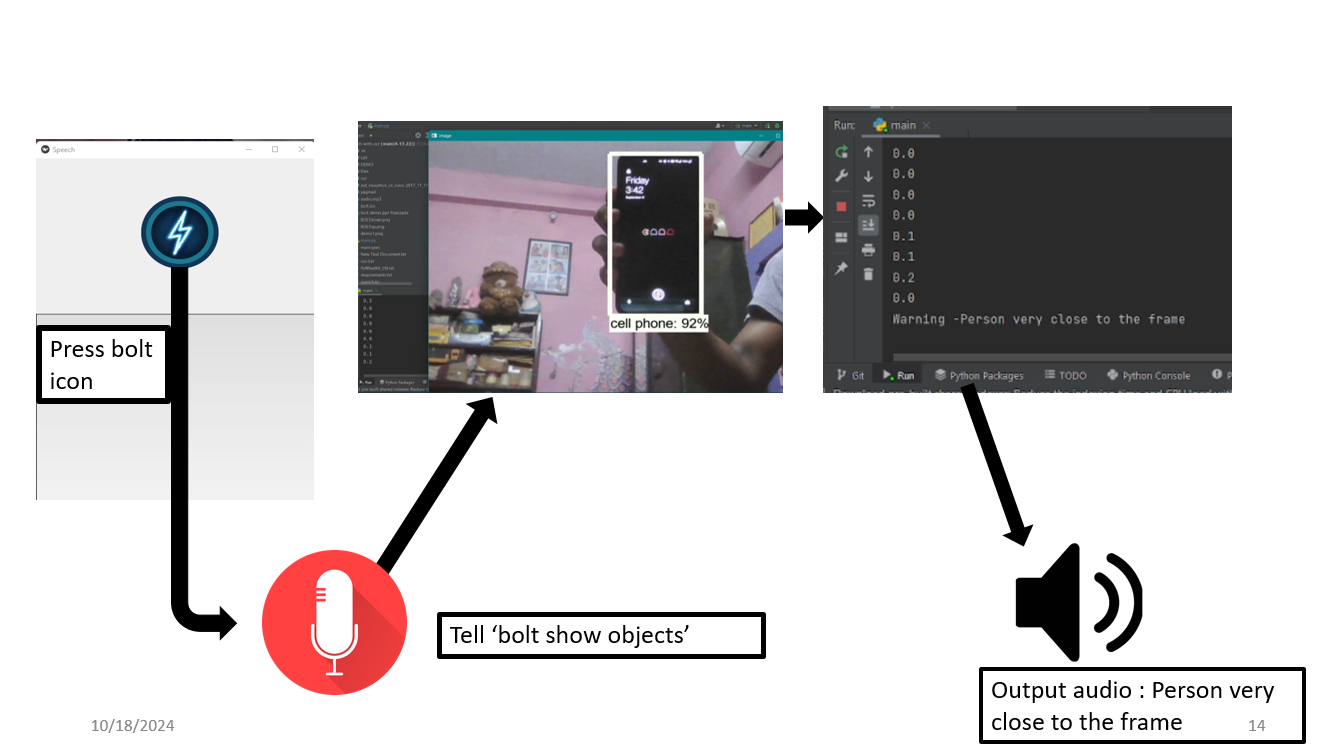 Speech
Press bolt
icon
Tell ‘bolt show objects’
image
Friday
3:42
cell phone: 92%
Run:
main
0.0
0.0
0.0
0.0
0.1
0.1
0.2
0.0
Warning -Person very close to the frame
Git
Run
Python Packages
TODO
Python Console
Output audio : Person very
close to the frame
10/18/2024
14